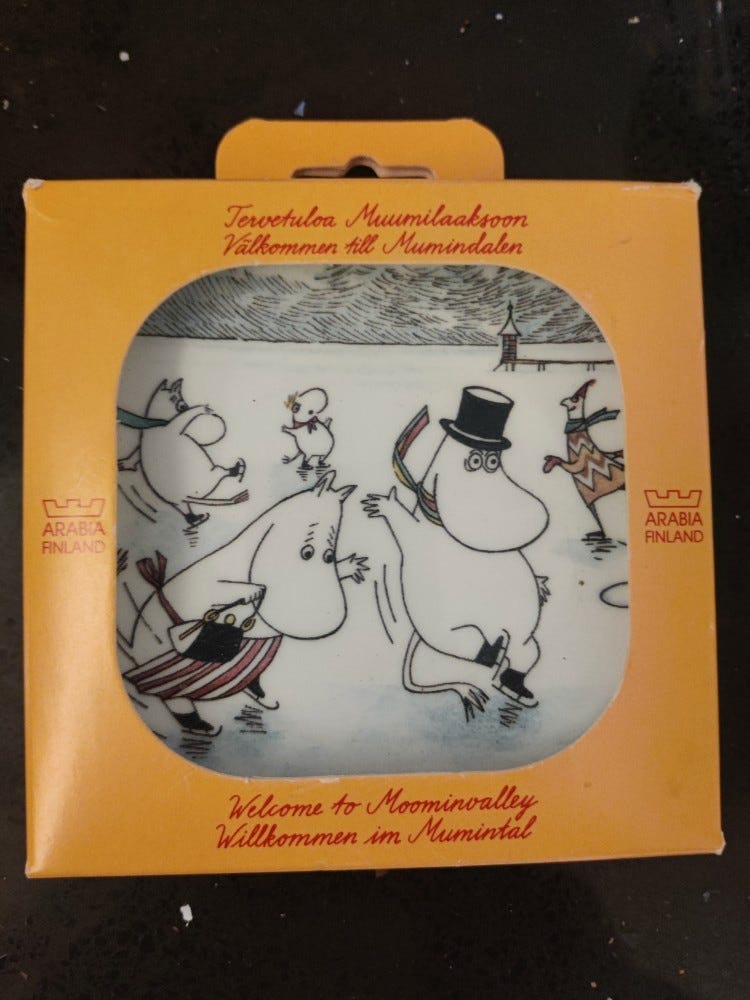 Tervetuloa Muumilaaksoon
Välkommen till Mumindalen
ARABIA
FINLAND
ARABIA
FINLAND
Welcome to Moominvalley
Willkommen im Mumintal